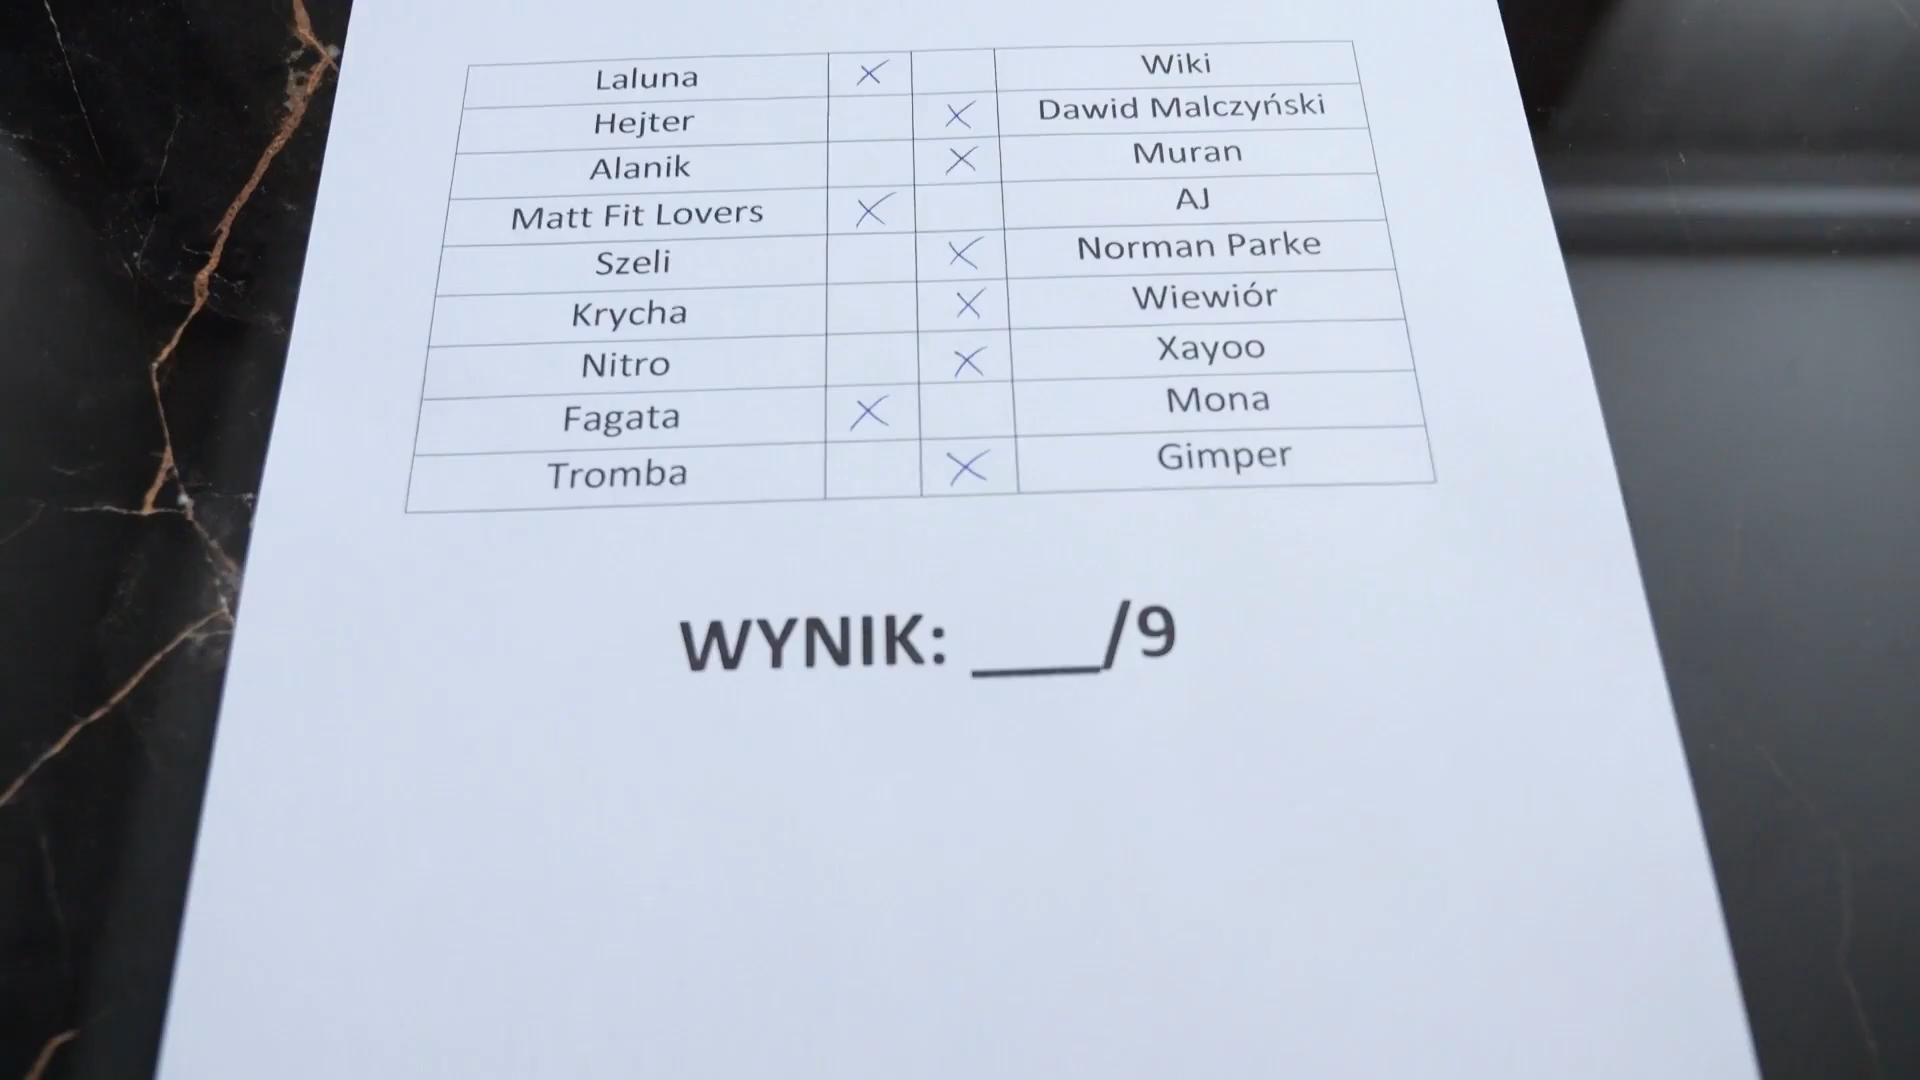 Laluna X Wiki
Hejter X Dawid Malczyński
Alanik X Muran
Matt Fit Lovers X AJ
Szeli X Norman Parke
Krycha X Wiewiór
Nitro X Xayoo
Fagata X Mona
Tromba X Gimper
WYNIK: ___/9